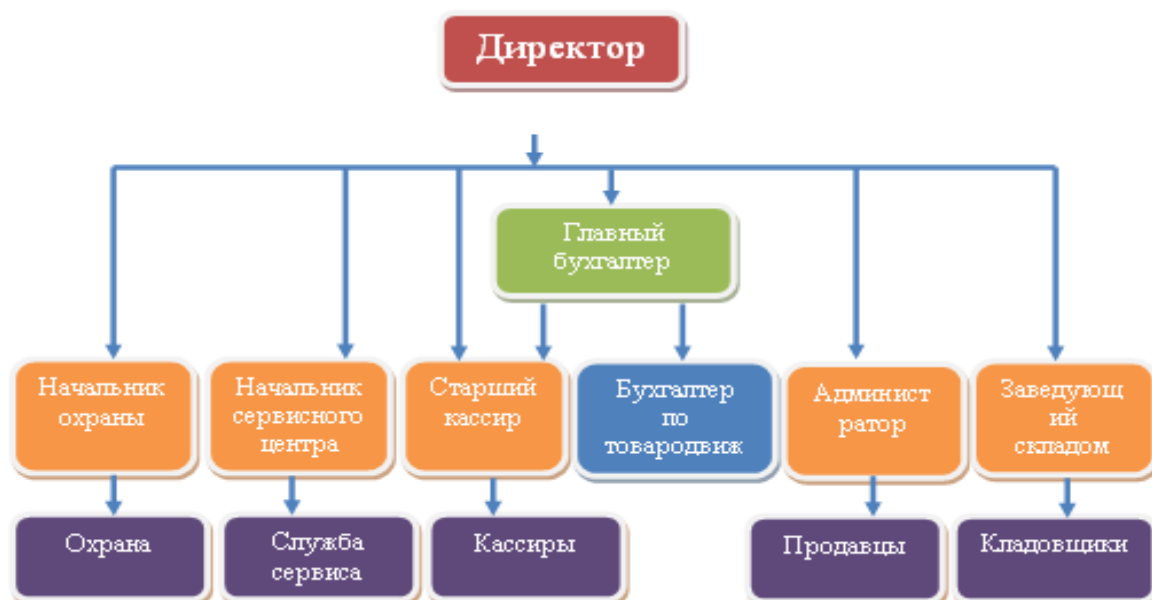 Директор
Главный
бухгалтер
Начальник
охраны
Начальник
сервисного
центра
Старший
кассир
Бухгалтер
по
товародвиж
Админист
ратор
Заведующ
ий
складом
Охрана
Служба
сервиса
Кассиры
Продавцы
Кладовщики